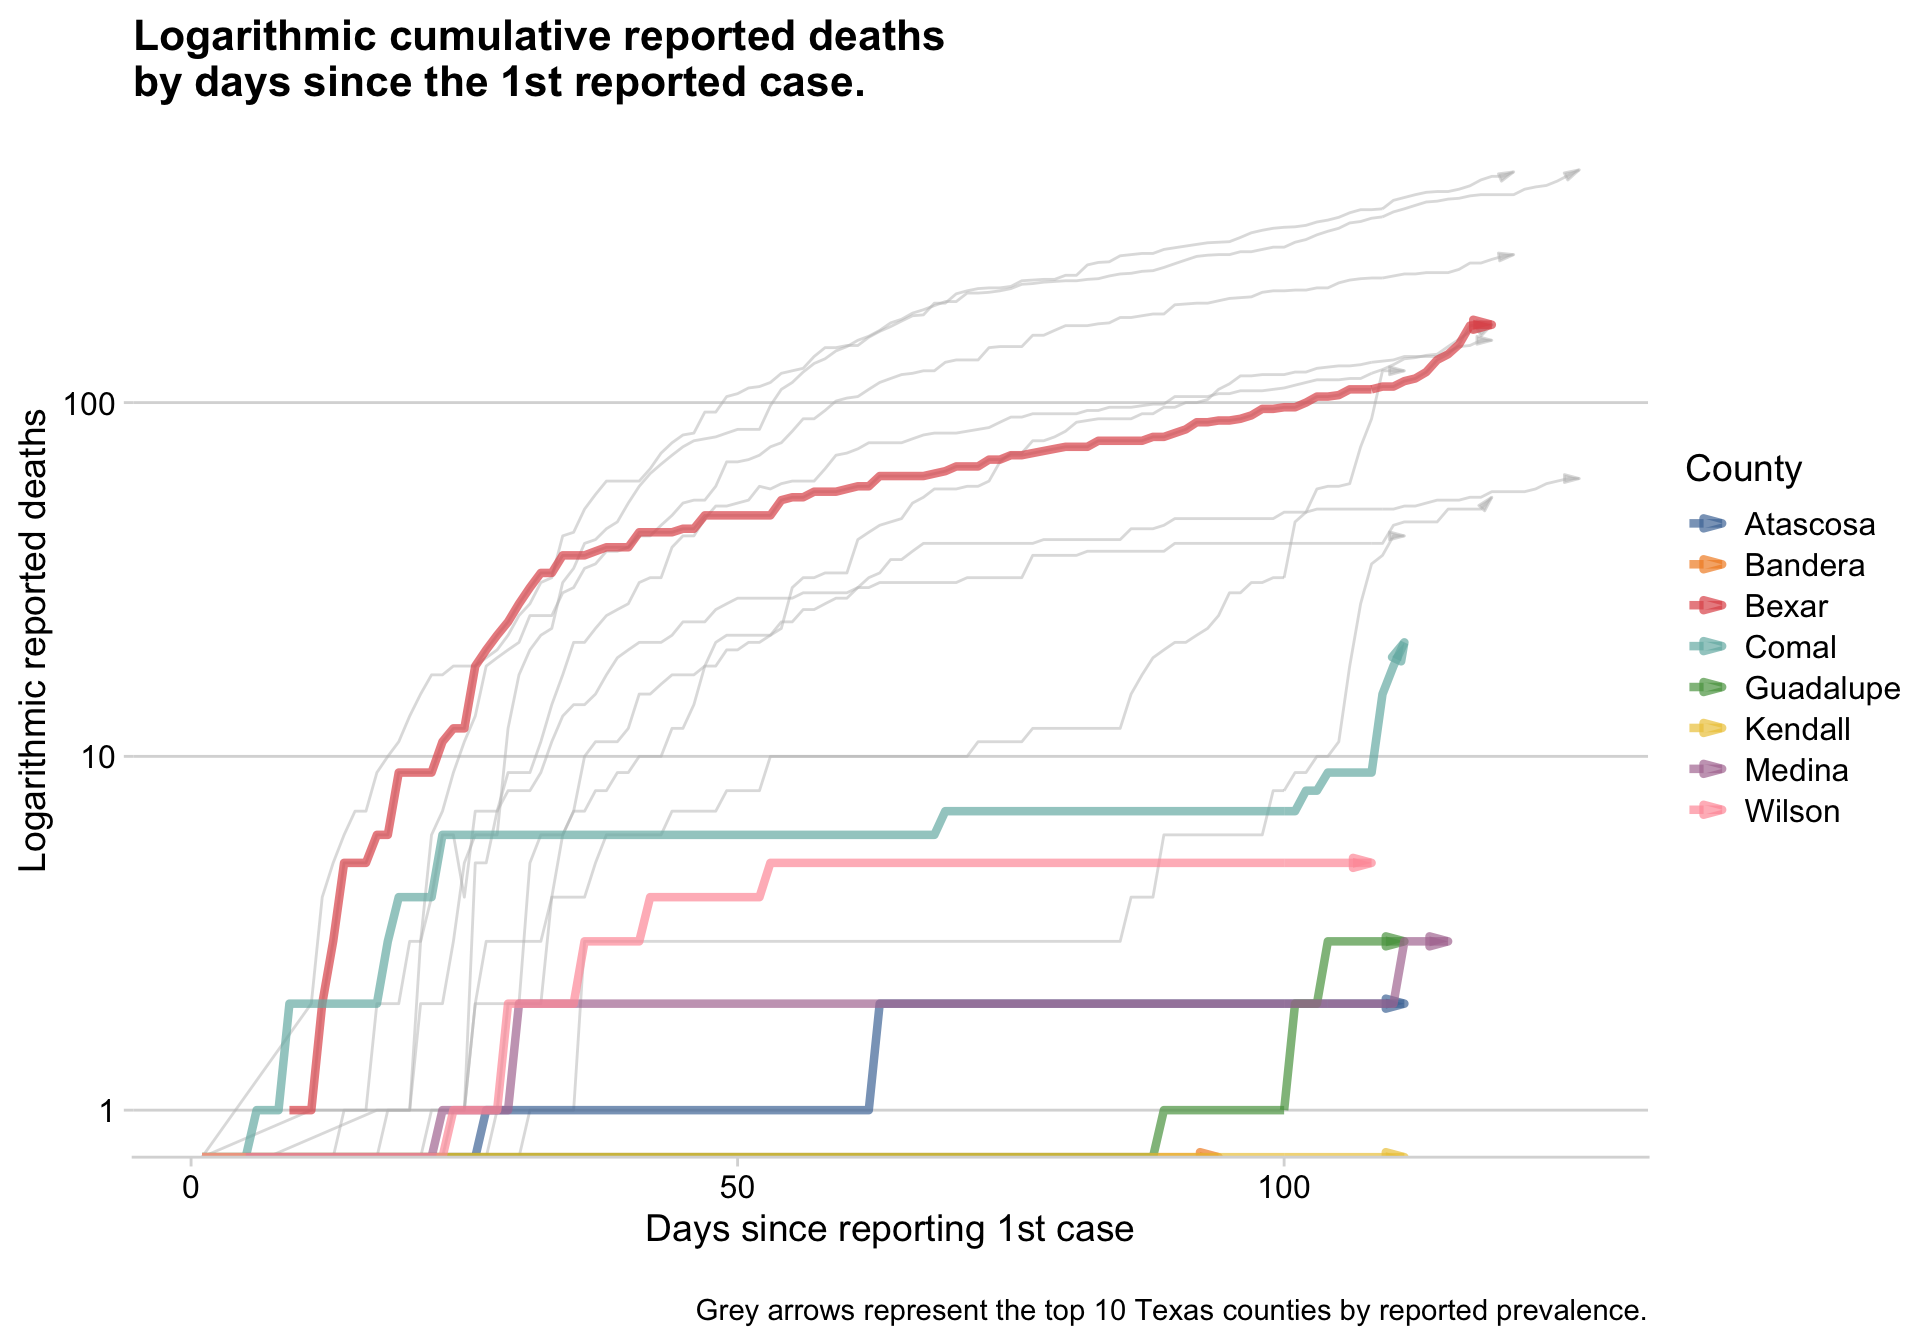 Logarithmic cumulative reported deaths
by days since the 1st reported case.
Logarithmic reported deaths
100
10
1
0
50
100
Days since reporting 1st case
County
Atascosa
Bandera
Bexar
Comal
Guadalupe
Kendall
Medina
Wilson
Grey arrows represent the top 10 Texas counties by reported prevalence.